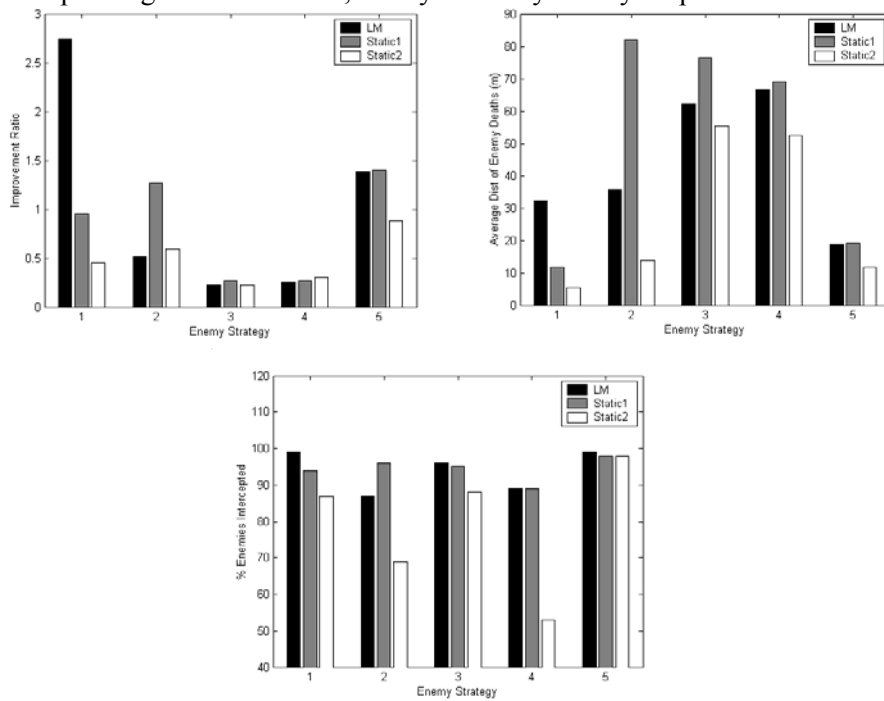 3
2.5
2
1.5
1
0.5
0
Improvement Ratio
LM
Static1
Static2
1 2 3 4 5
Enemy Strategy
90
80
70
60
50
40
30
20
10
0
Average Dist of Enemy Deaths (m)
LM
Static1
Static2
1 2 3 4 5
Enemy Strategy
120
110
100
90
80
70
60
50
40
% Enemies Intercepted
LM
Static1
Static2
1 2 3 4 5
Enemy Strategy